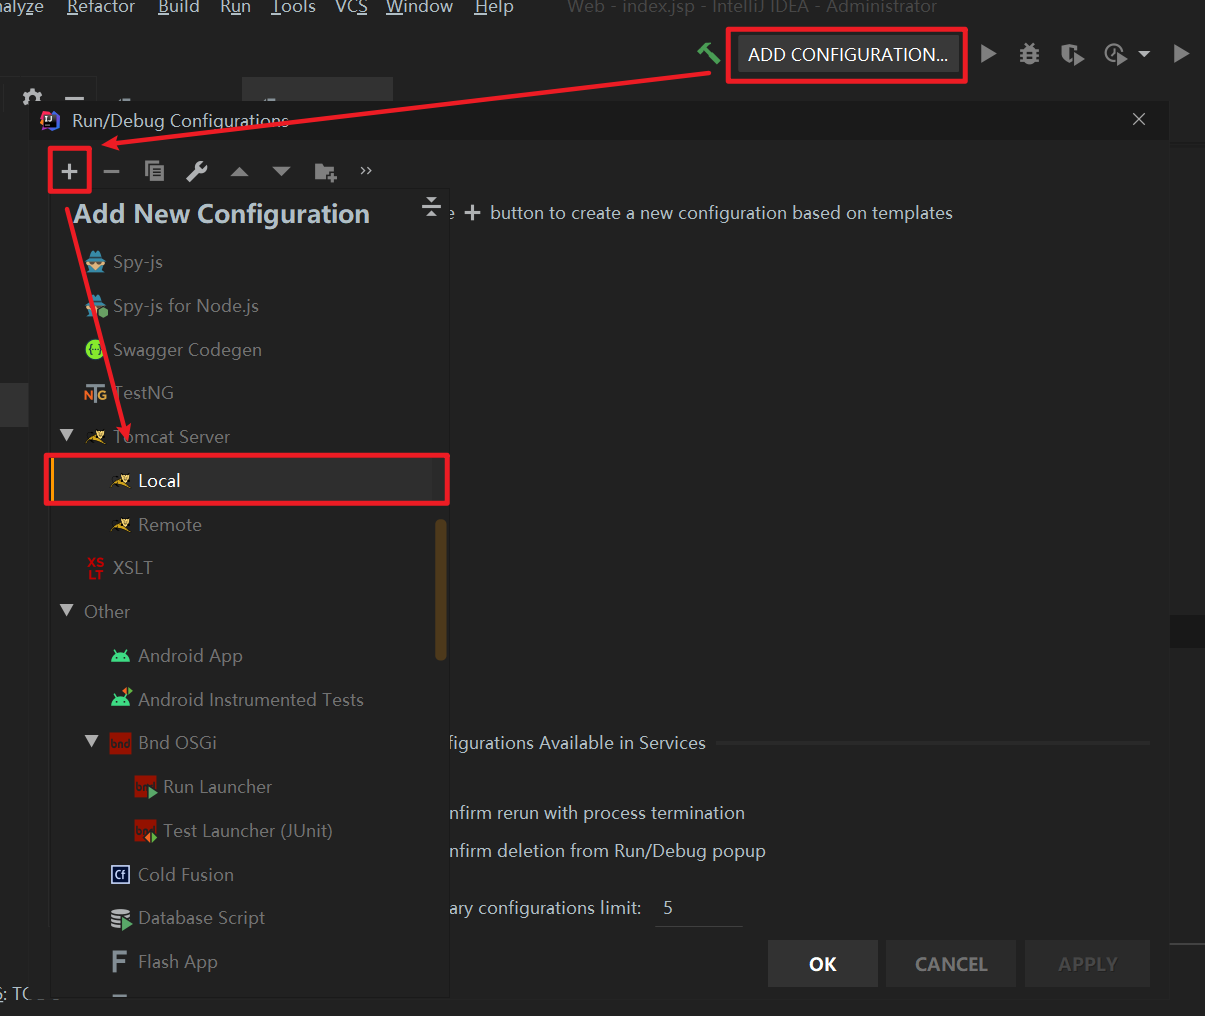 nalyze Refactor Build Run Tools VCS Window Help Web - index.jsp - IntelliJ IDEA - Administrator
ADD CONFIGURATION...
Run/Debug Configurations
Add New Configuration
button to create a new configuration based on templates
Spy-js
Spy-js for Node.js
Swagger Codegen
TestNG
Tomcat Server
Local
Remote
XSLT
Other
Android App
Android Instrumented Tests
Bnd OSGi
figurations Available in Services
Run Launcher
nfirm rerun with process termination
Test Launcher (JUnit)
nfirm deletion from Run/Debug popup
Cold Fusion
ary configurations limit: 5
Database Script
Flash App
OK CANCEL APPLY